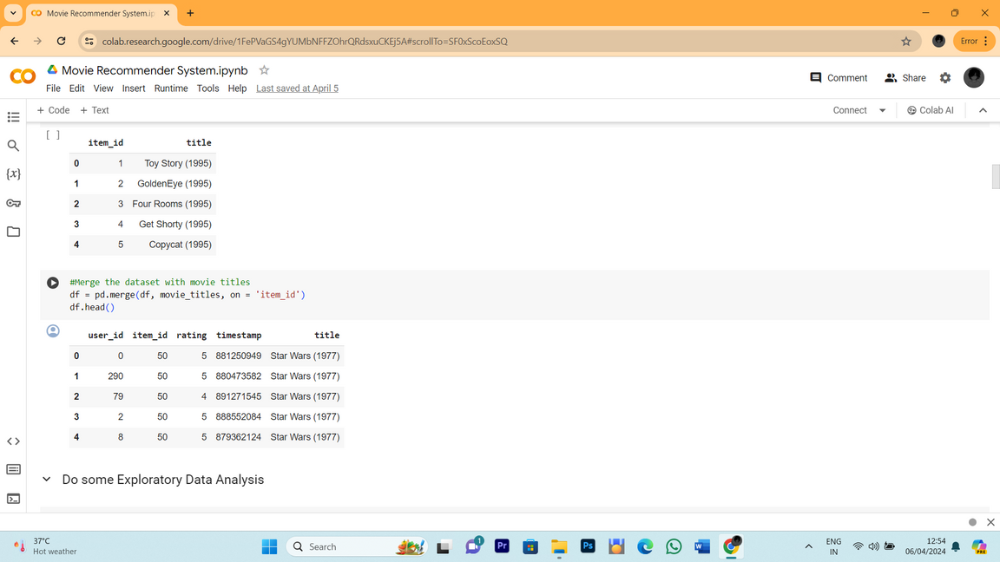 Movie Recommender System.ip
colab.research.google.com/drive/1FePVaGS4gYUMbNFFZOhrQRdsxuCKEj5A#scrollTo=SF0xScoEoxSQ
Error
Movie Recommender System.ipynb
File Edit View Insert Runtime Tools Help Last saved at April 5
Comment Share
+ Code + Text
Connect Colab AI
[ ]
item_id title
0 1 Toy Story (1995)
1 2 GoldenEye (1995)
2 3 Four Rooms (1995)
3 4 Get Shorty (1995)
4 5 Copycat (1995)
{x}
#Merge the dataset with movie titles
df = pd.merge(df, movie_titles, on = 'item_id')
df.head()
user_id item_id rating timestamp title
0 0 50 5 881250949 Star Wars (1977)
1 290 50 5 880473582 Star Wars (1977)
2 79 50 4 891271545 Star Wars (1977)
3 2 50 5 888552084 Star Wars (1977)
4 8 50 5 879362124 Star Wars (1977)
Do some Exploratory Data Analysis
37°C
Hot weather
Search
1
Pr
Ps
W
ENG
IN
12:54
06/04/2024
PRE